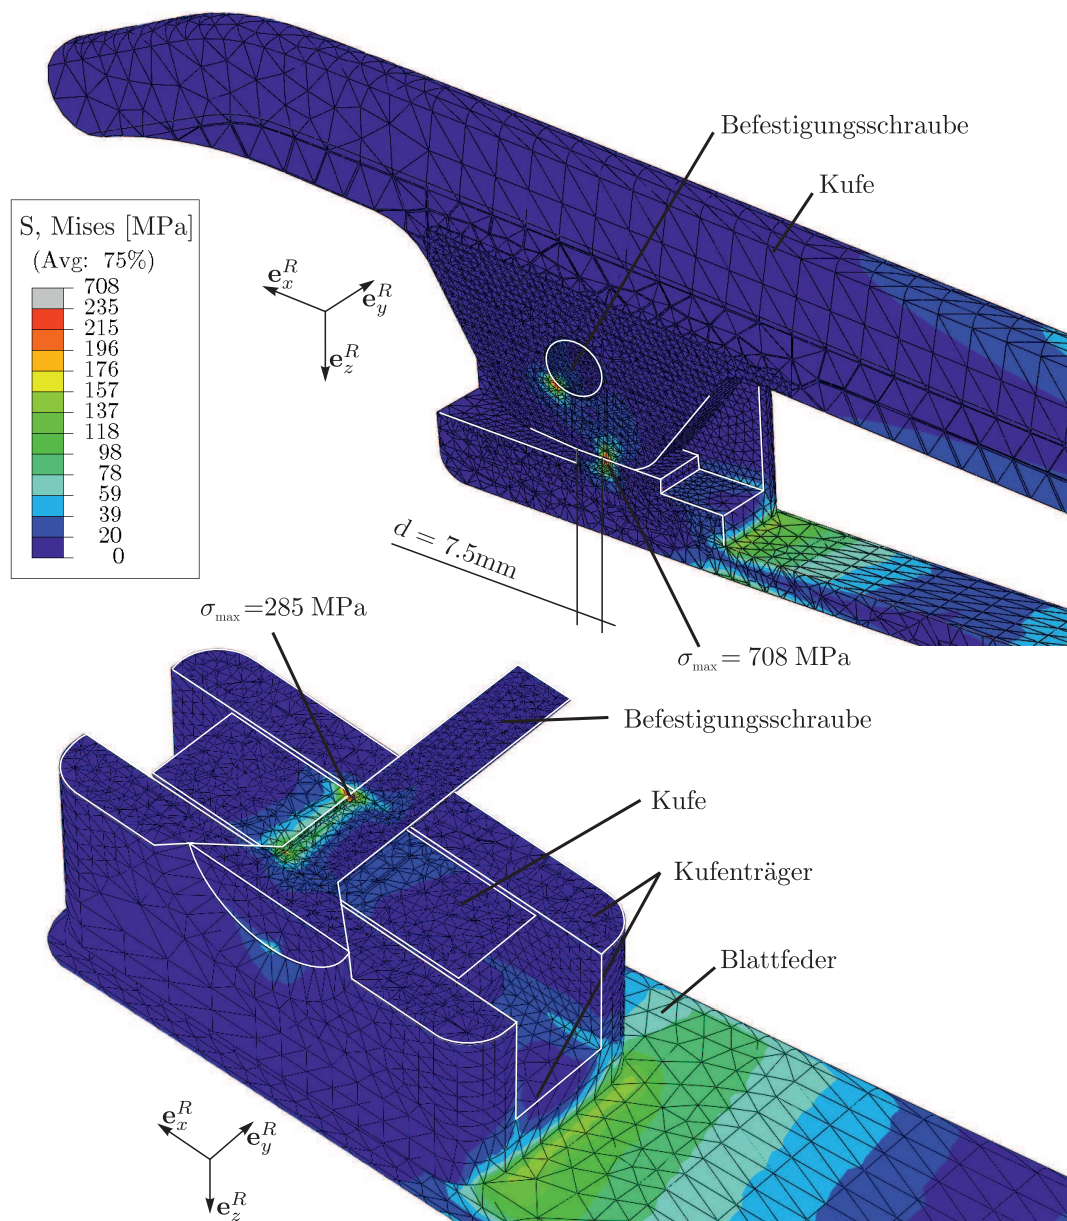 Befestigungsschraube
Kufe
S, Mises [MPa]
(Avg: 75%)
708
235
215
196
176
157
137
118
98
78
59
39
20
0
e_x^R
e_y^R
e_z^R
d = 7.5mm
σ_max=285 MPa
σ_max= 708 MPa
Befestigungsschraube
Kufe
Kufenträger
Blattfeder
e_x^R
e_y^R
e_z^R